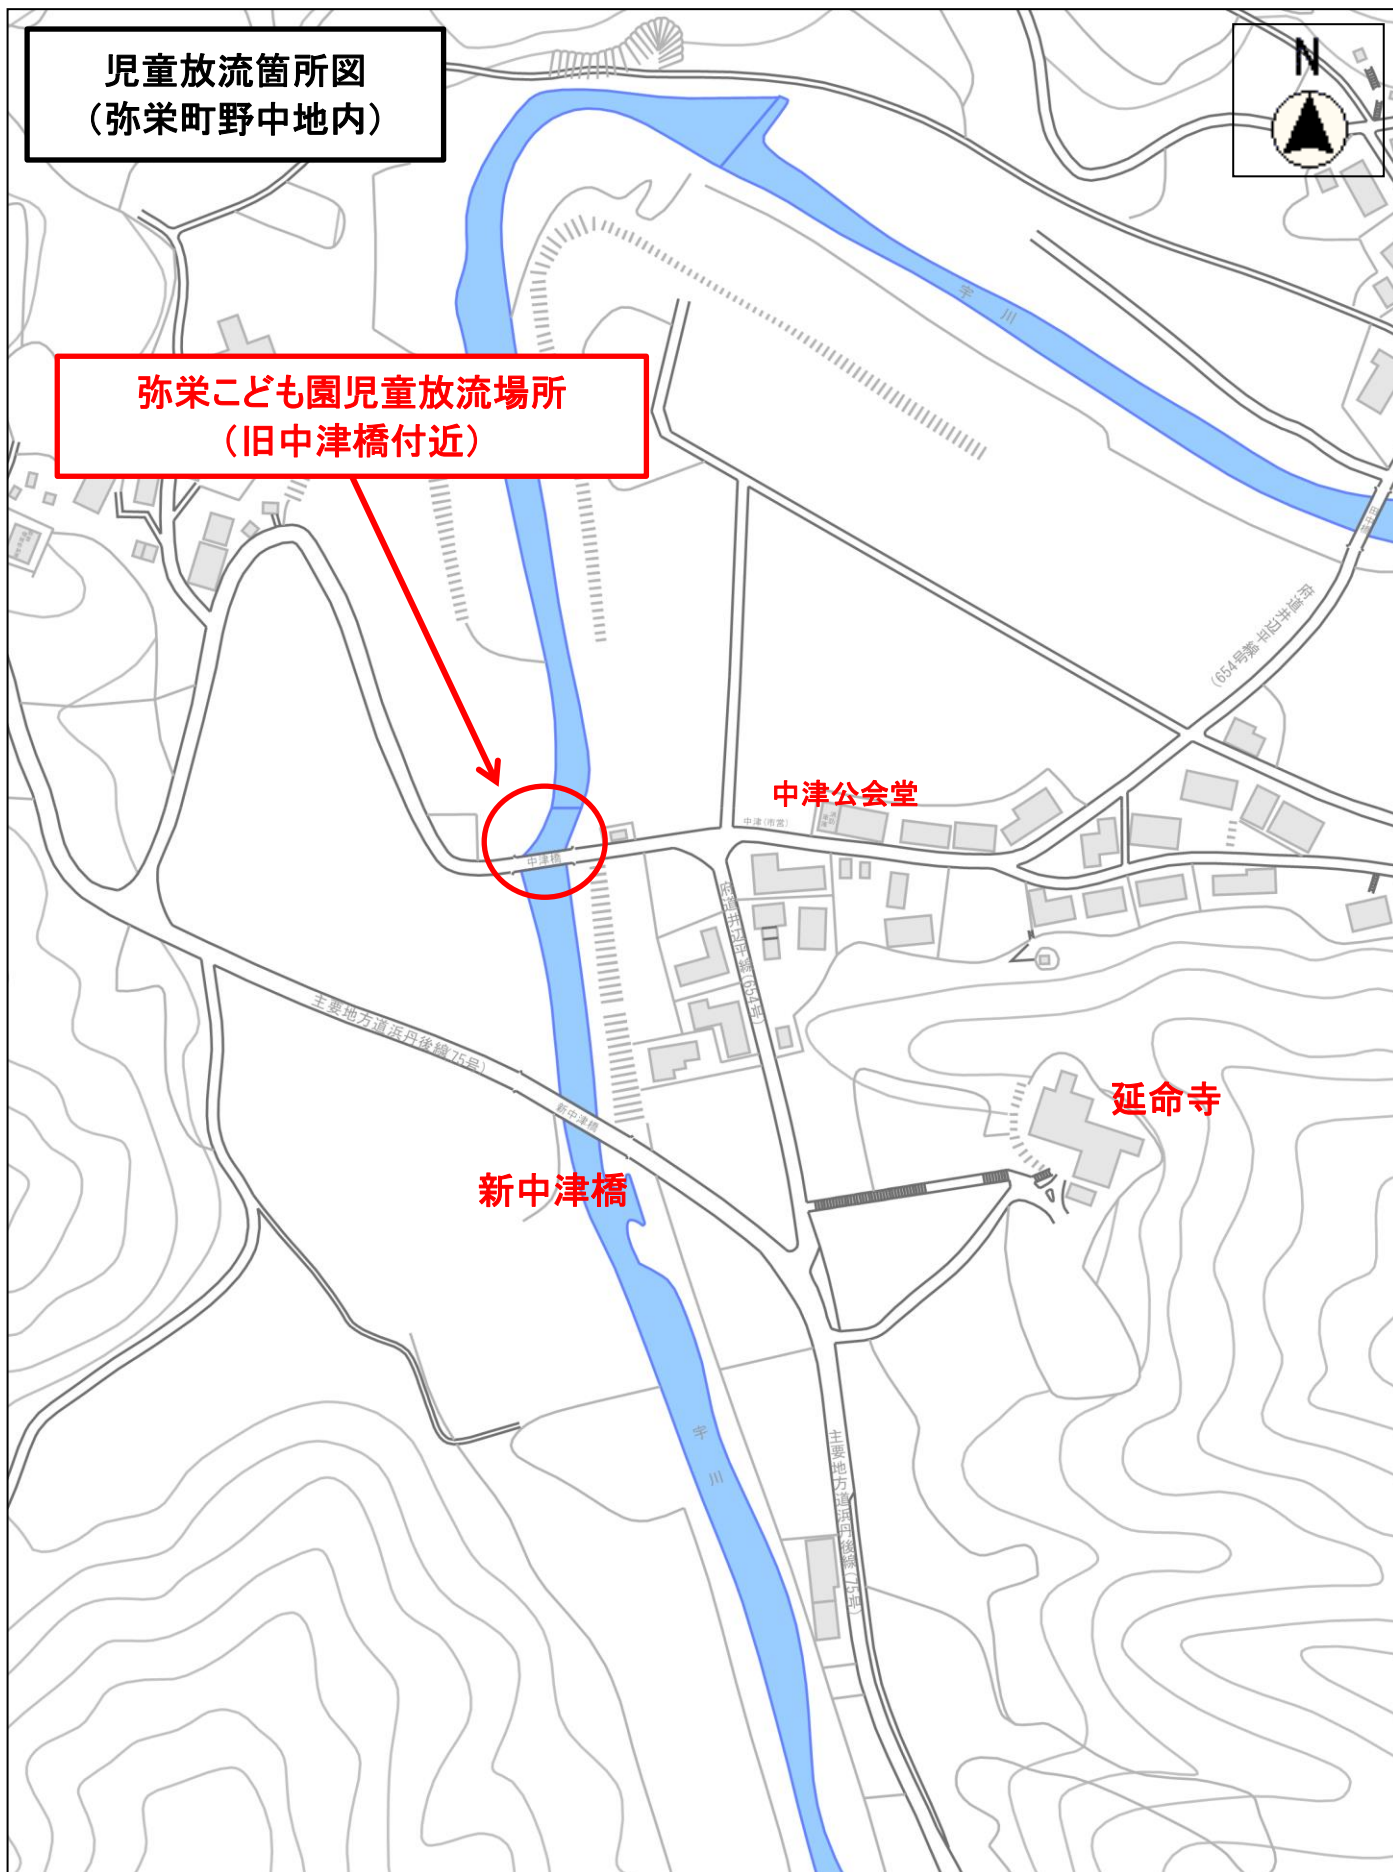 児童放流箇所図
（弥栄町野中地内）
N
宇川
弥栄こども園児童放流場所
（旧中津橋付近）
田中橋
府道井辺平線
(654号)
中津公会堂
中津(市営)
中津橋
府道井辺平線(654号)
主要地方道浜丹後線(75号)
新中津橋
延命寺
新中津橋
宇川
主要地方道浜丹後線(75号)